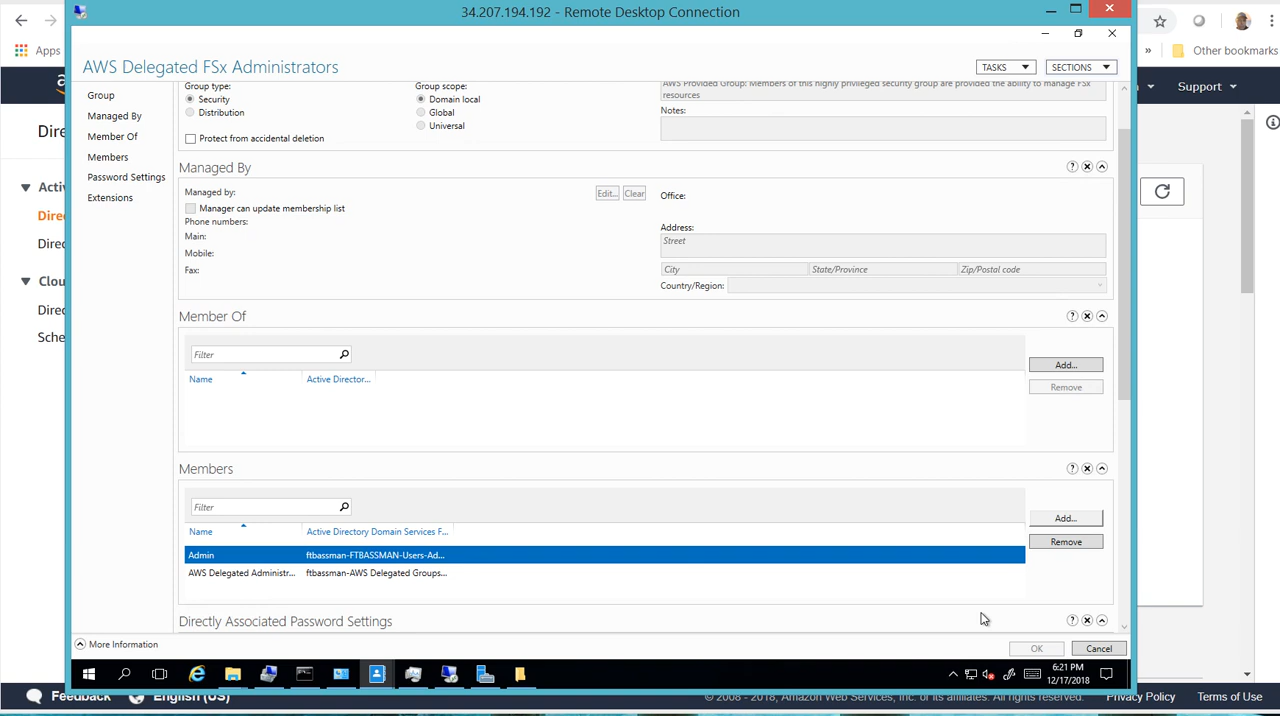 34.207.194.192 - Remote Desktop Connection
Apps
Other bookmarks
AWS Delegated FSx Administrators
TASKS
SECTIONS
Support
Group
Managed By
Member Of
Members
Password Settings
Extensions
Group type:
Security
Distribution
Group scope:
Domain local
Global
Universal
Protect from accidental deletion
AWS Provided Group: Members of this highly privileged security group are provided the ability to manage FSx
resources
Notes:
Managed By
Managed by:
Edit...
Clear
Manager can update membership list
Phone numbers:
Main:
Mobile:
Fax:
Office:
Address:
Street
City
State/Province
Zip/Postal code
Country/Region:
Member Of
Filter
Name
Active Director...
Add...
Remove
Members
Filter
Name
Active Directory Domain Services F...
Admin
ftbassman-FTBASSMAN-Users-Ad...
AWS Delegated Administr...
ftbassman-AWS Delegated Groups...
Add...
Remove
Directly Associated Password Settings
More Information
OK
Cancel
Dire
Activ
Direc
Direc
Clou
Direc
Sche
6:21 PM
12/17/2018
Feedback
English (US)
© 2008 - 2018, Amazon Web Services, Inc. or its affiliates. All rights reserved.
Privacy Policy
Terms of Use